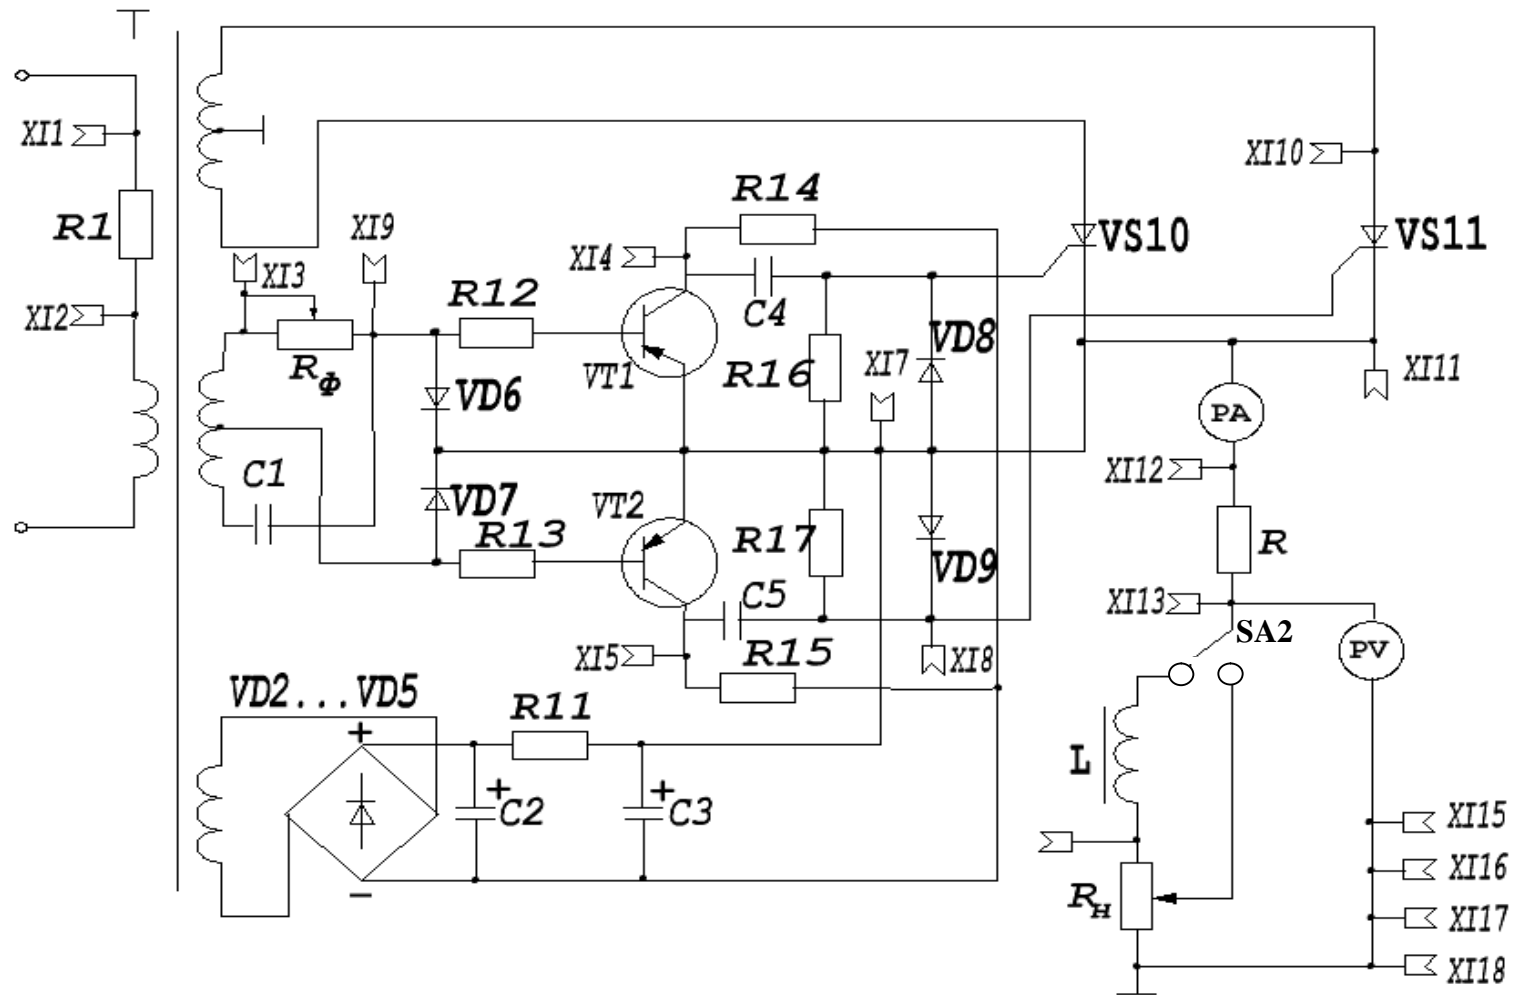 XI1
R1
XI2
XI3
XI9
Rф
C1
R12
R13
VD6
VD7
XI4
VT1
VT2
XI5
R14
C4
R16
VD8
XI7
R17
VD9
C5
R15
XI8
VS10
XI10
VS11
XI11
PA
XI12
R
XI13
SA2
PV
L
Rн
XI15
XI16
XI17
XI18
VD2...VD5
+
−
R11
+
C2
+
C3